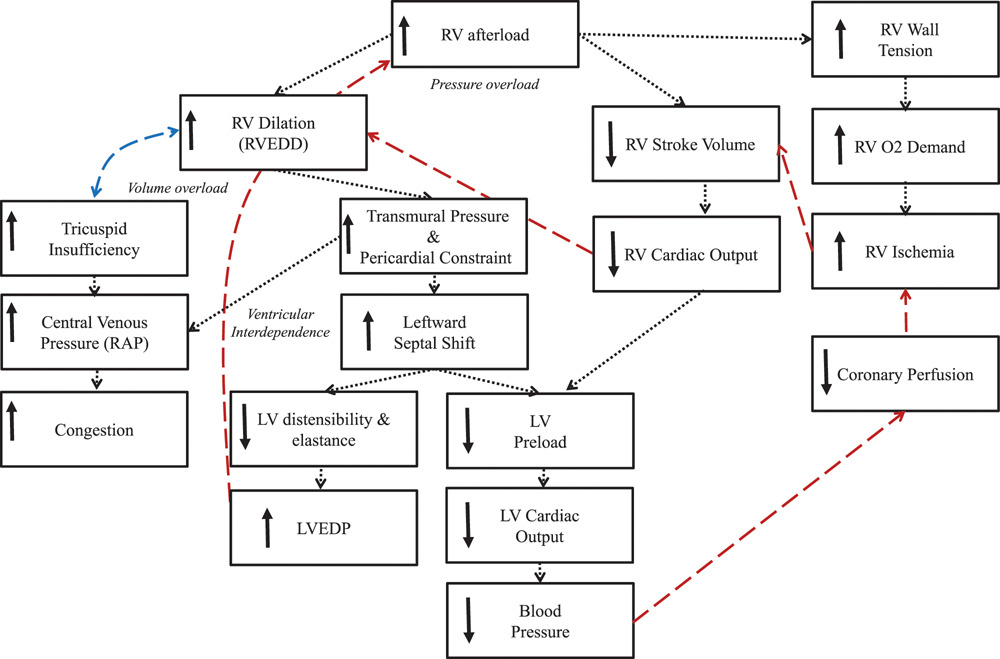 RV afterload
RV Wall
Tension
Pressure overload
RV Dilation
(RVEDD)
RV Stroke Volume
RV O2 Demand
Volume overload
Tricuspid
Insufficiency
Transmural Pressure
&
Pericardial Constraint
RV Cardiac Output
RV Ischemia
Central Venous
Pressure (RAP)
Ventricular
Interdependence
Leftward
Septal Shift
Coronary Perfusion
Congestion
LV distensibility &
elastance
LV
Preload
LVEDP
LV Cardiac
Output
Blood
Pressure